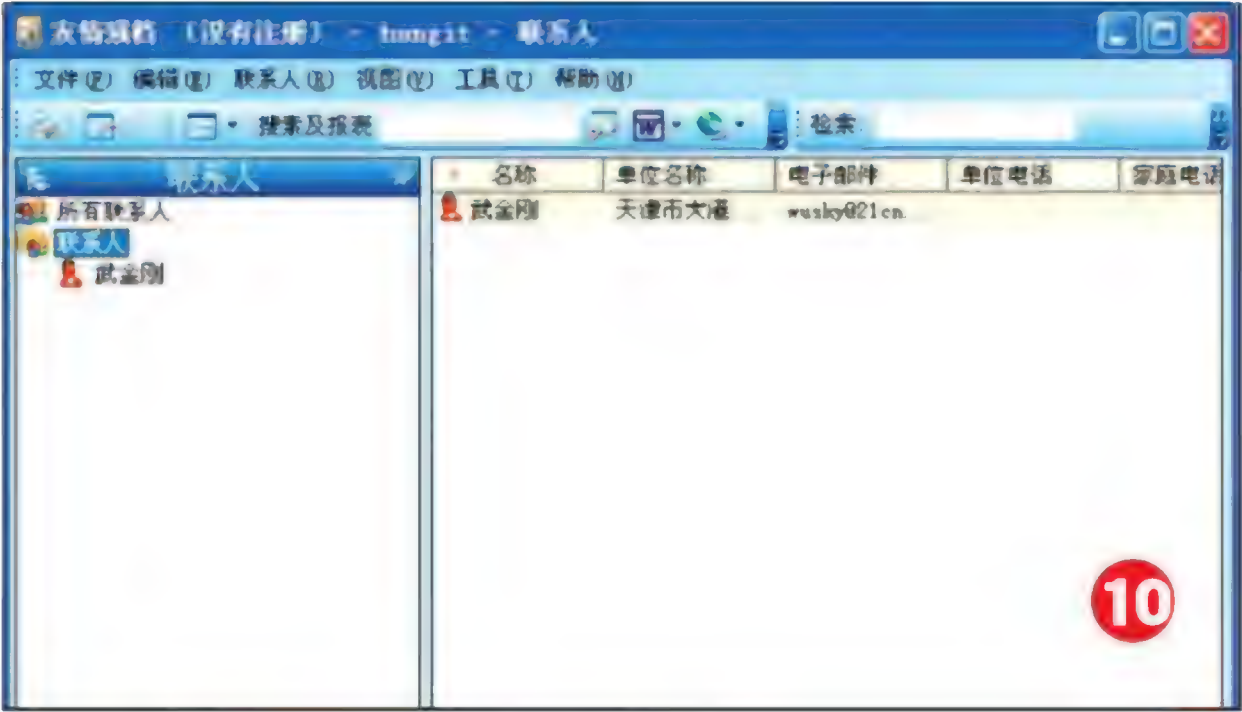 友情强档 [没有注册] - hongit - 联系人
文件(F) 编辑(E) 联系人(R) 视图(V) 工具(T) 帮助(H)
搜索及报表 检索
联系人
名称 单位名称 电子邮件 单位电话 家庭电话
所有联系人
武金刚 天津市大港 wusky@21cn.
联系人
武金刚
10